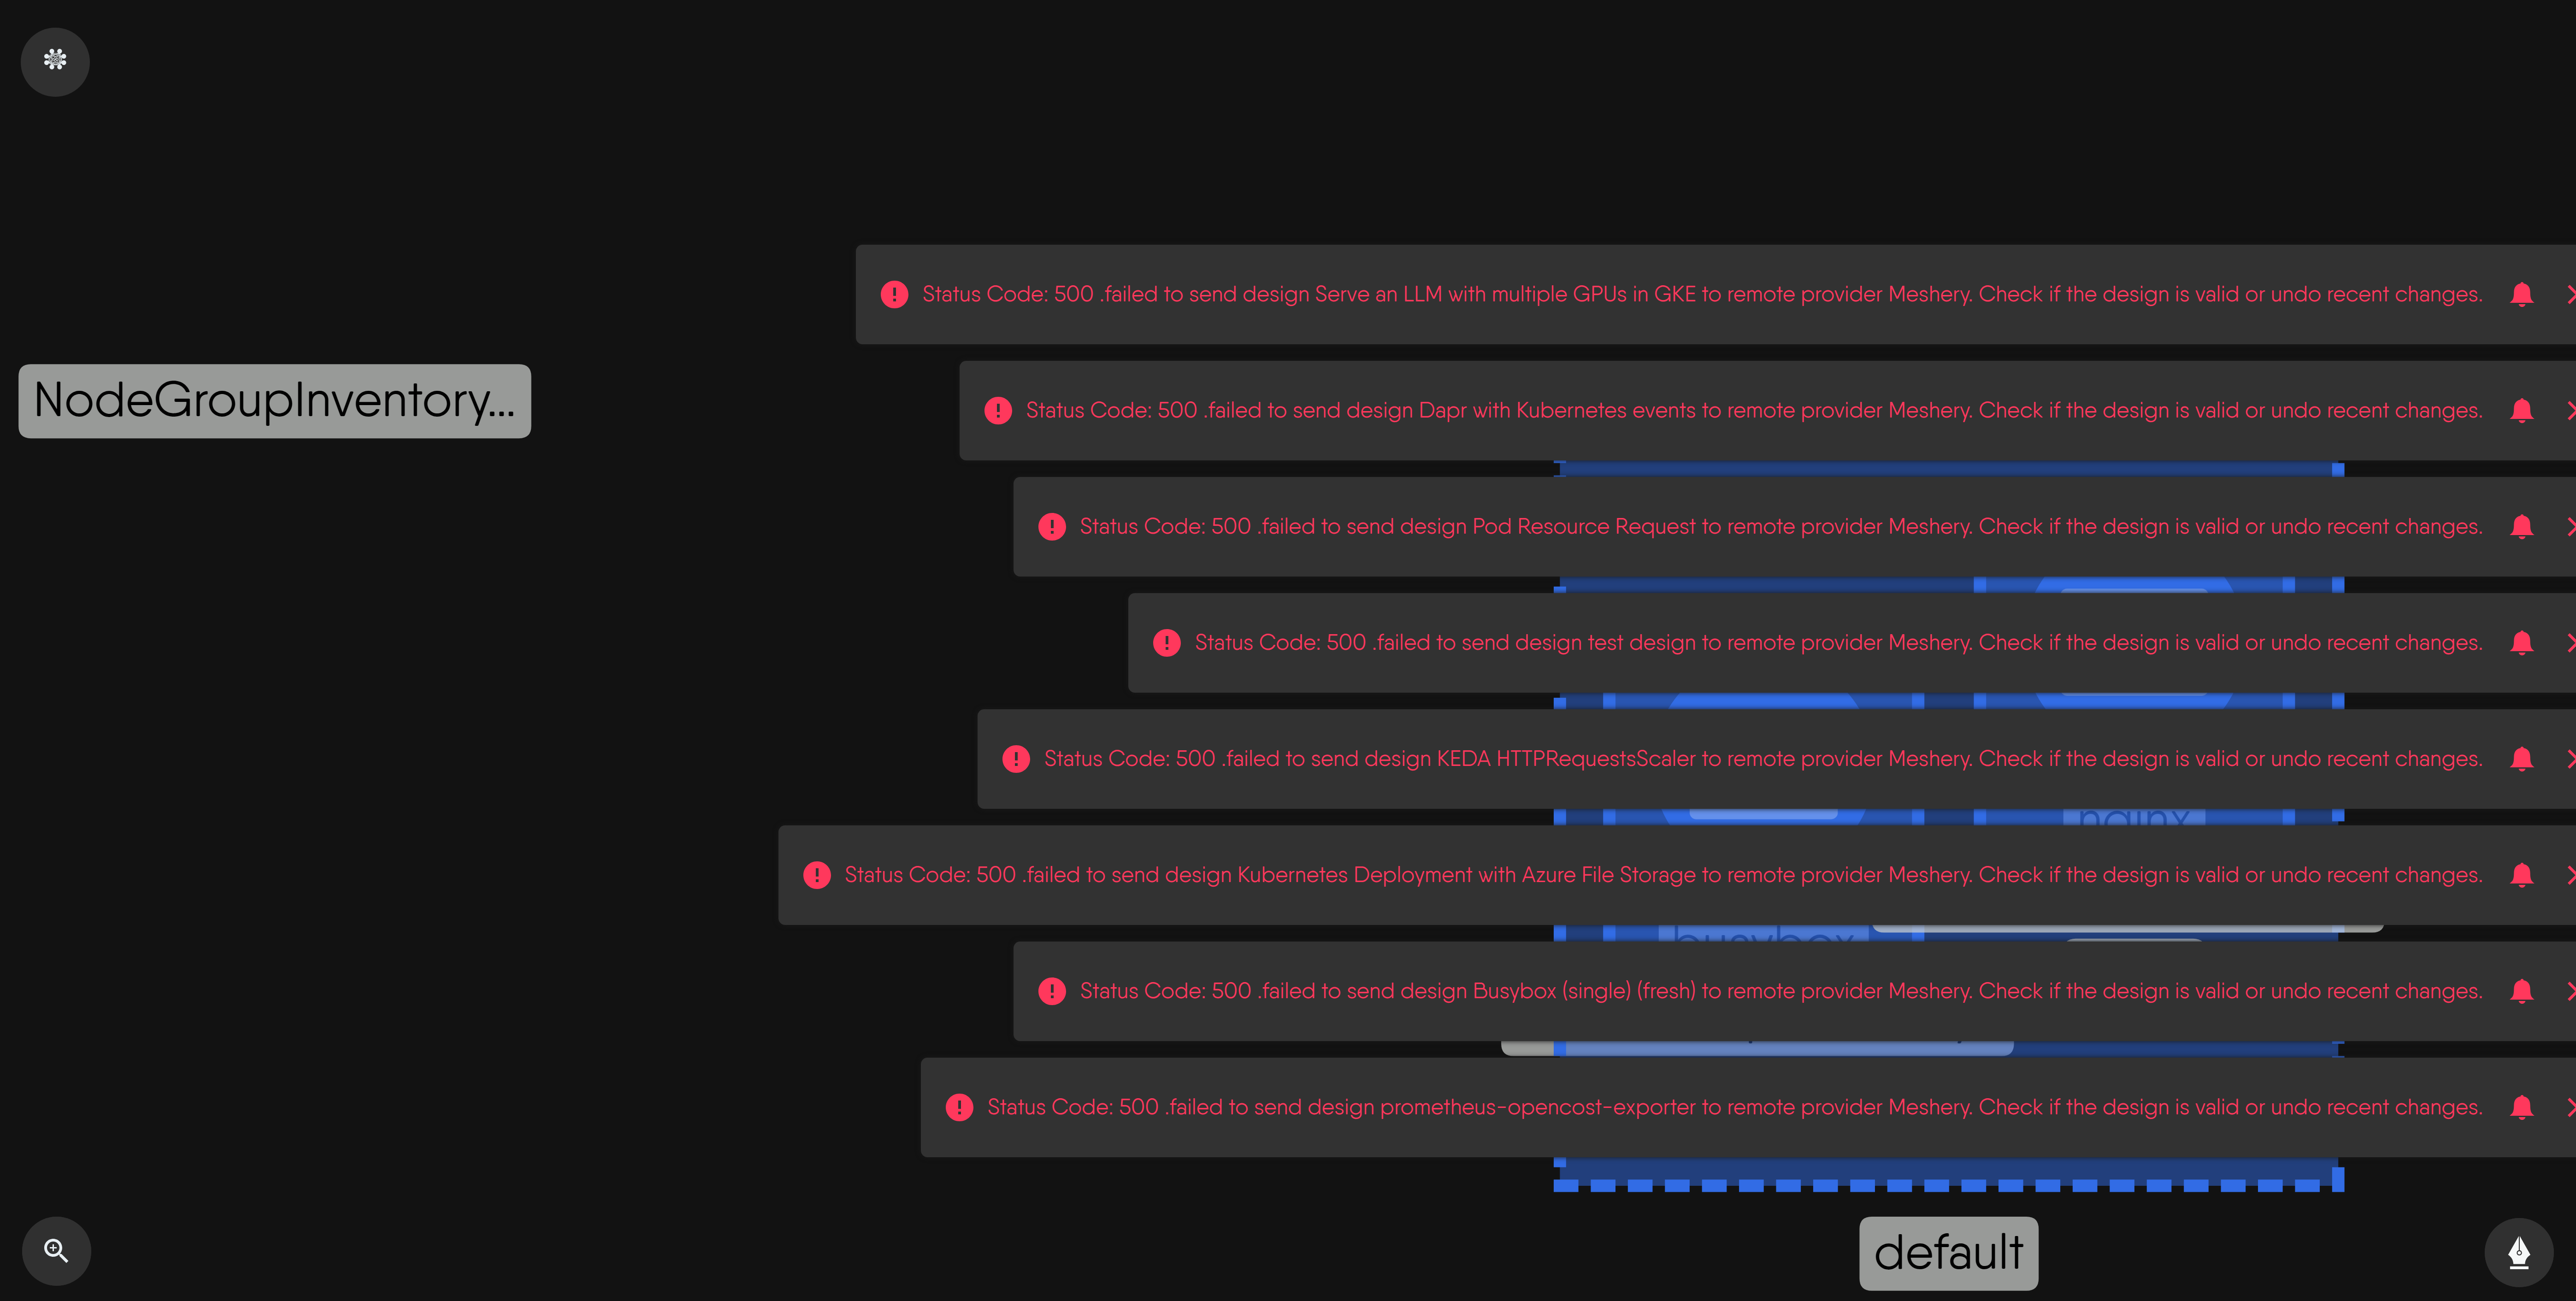 Status Code: 500 .failed to send design Serve an LLM with multiple GPUs in GKE to remote provider Meshery. Check if the design is valid or undo recent changes.
NodeGroupInventory...
Status Code: 500 .failed to send design Dapr with Kubernetes events to remote provider Meshery. Check if the design is valid or undo recent changes.
Status Code: 500 .failed to send design Pod Resource Request to remote provider Meshery. Check if the design is valid or undo recent changes.
Status Code: 500 .failed to send design test design to remote provider Meshery. Check if the design is valid or undo recent changes.
Status Code: 500 .failed to send design KEDA HTTPRequestsScaler to remote provider Meshery. Check if the design is valid or undo recent changes.
nginx
Status Code: 500 .failed to send design Kubernetes Deployment with Azure File Storage to remote provider Meshery. Check if the design is valid or undo recent changes.
busybox
Status Code: 500 .failed to send design Busybox (single) (fresh) to remote provider Meshery. Check if the design is valid or undo recent changes.
Status Code: 500 .failed to send design prometheus-opencost-exporter to remote provider Meshery. Check if the design is valid or undo recent changes.
default